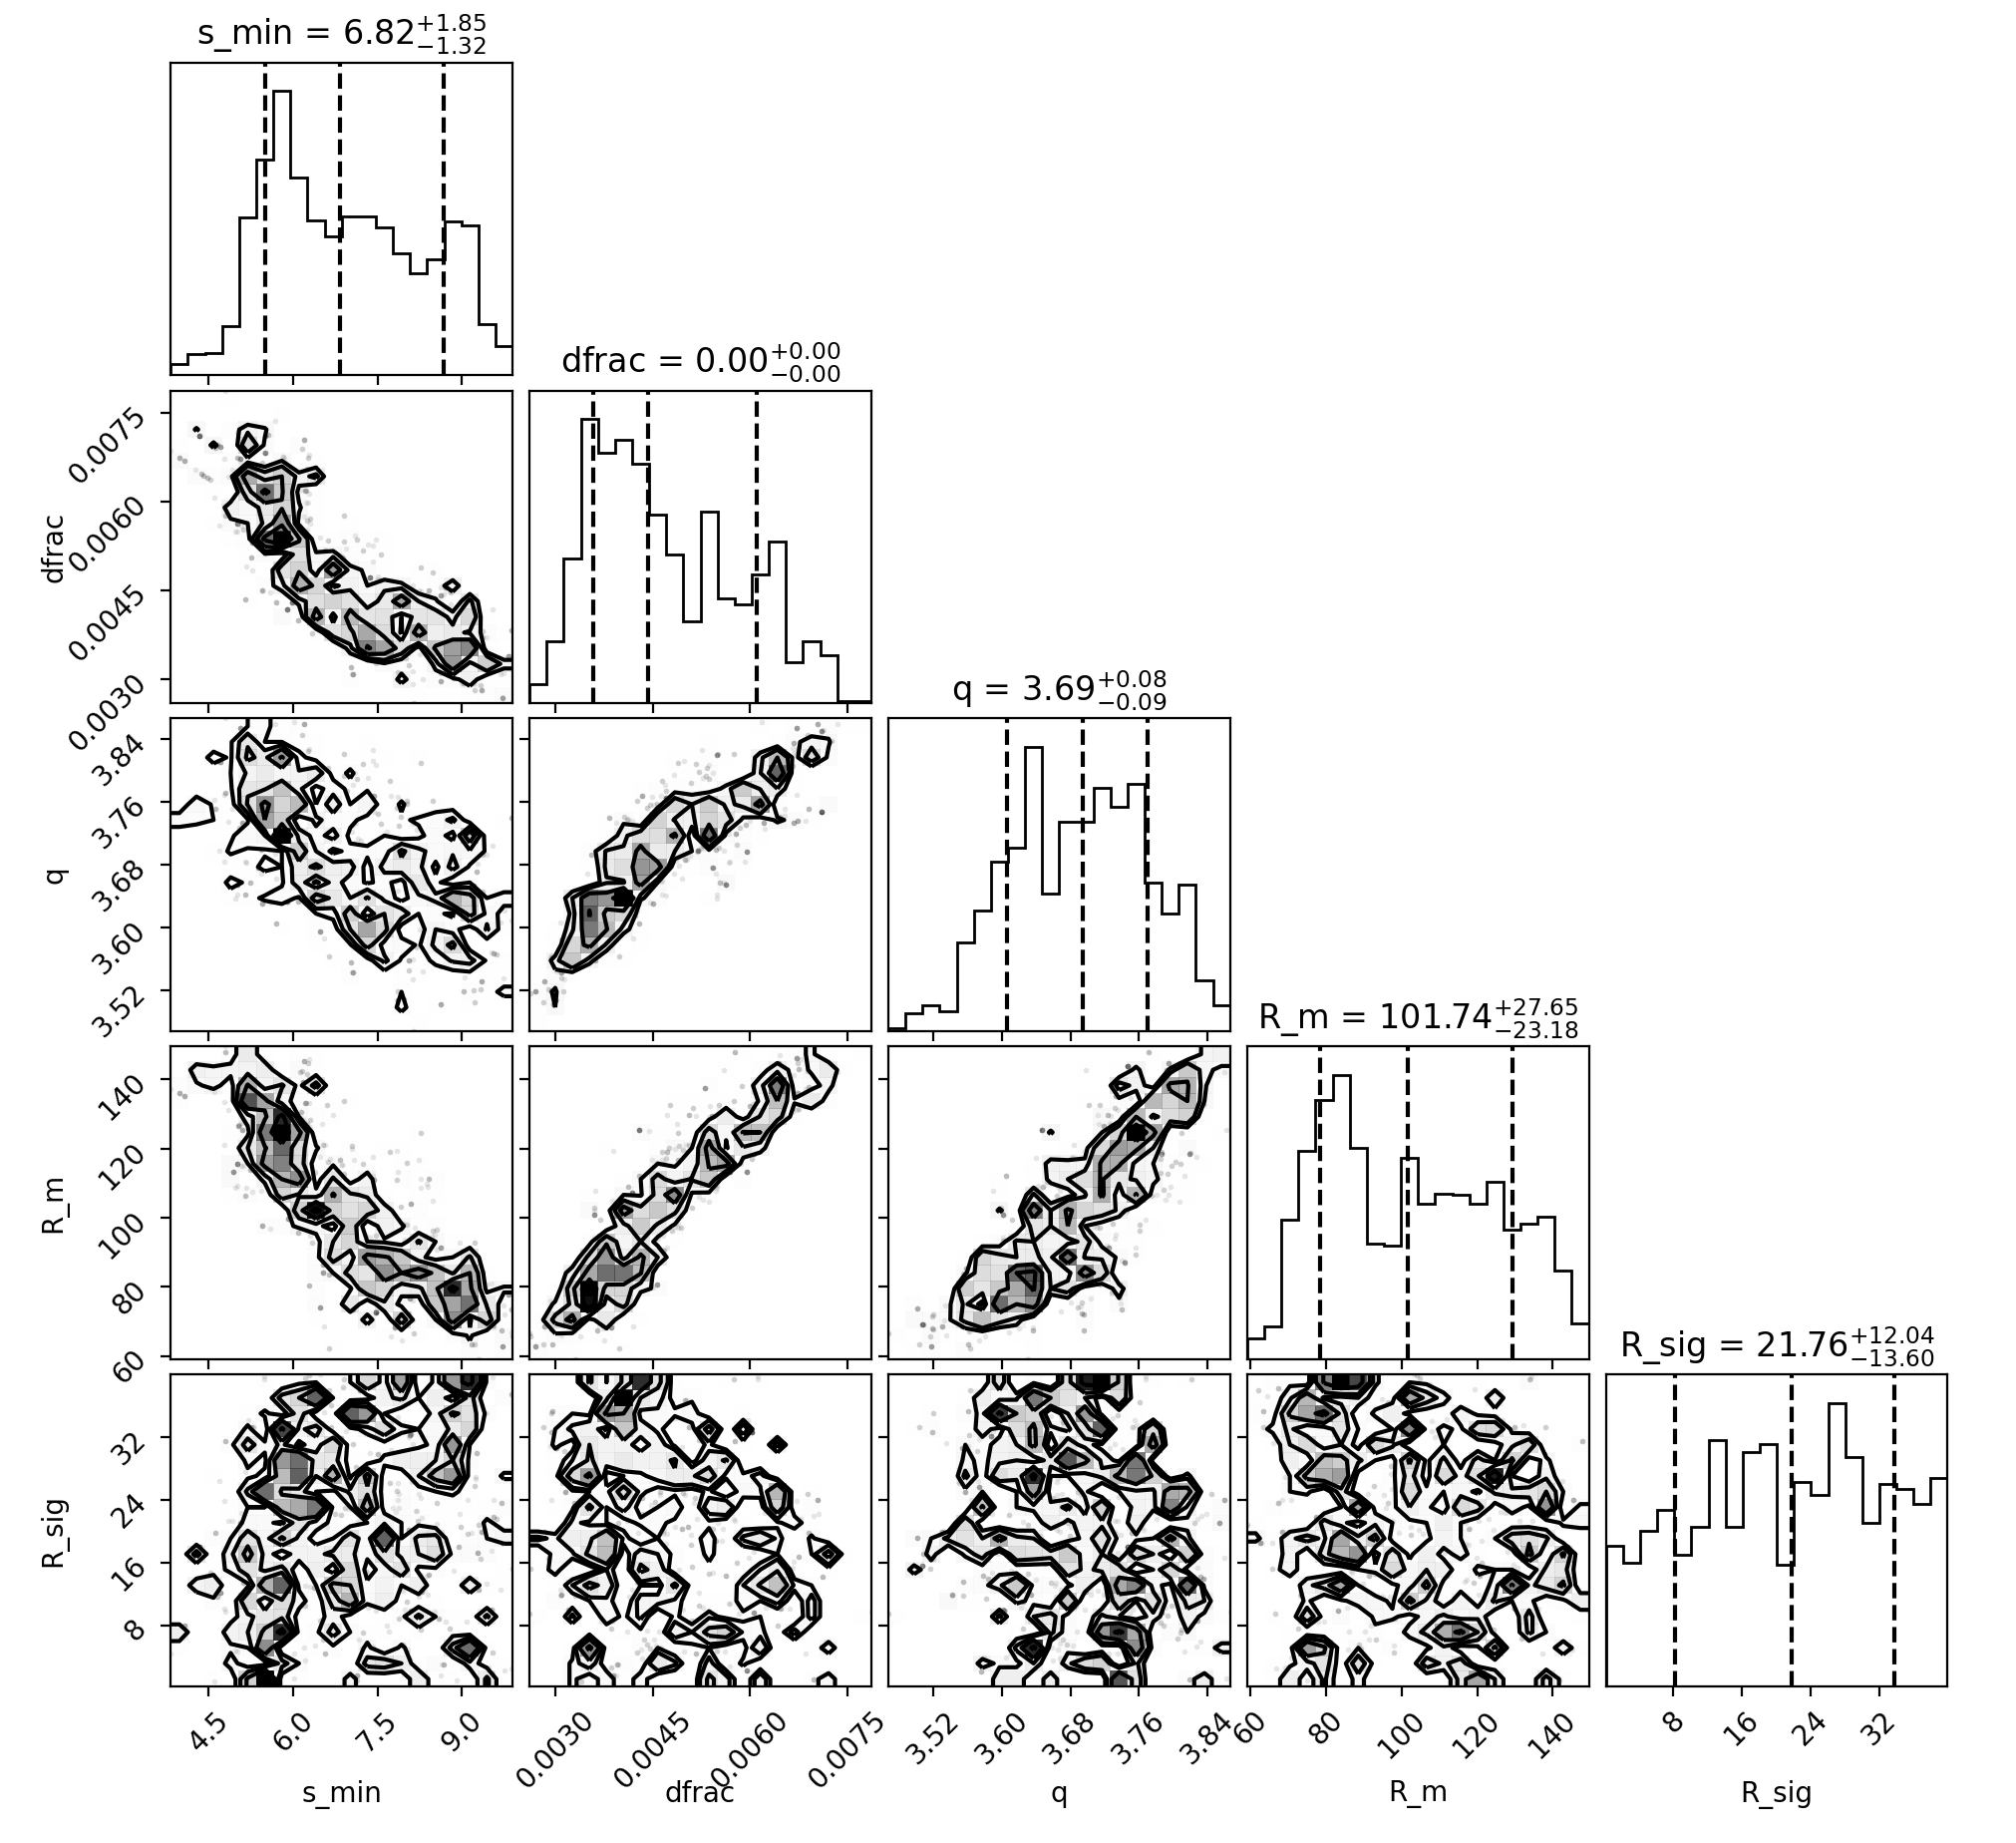 s_min = 6.82 +1.85 −1.32
dfrac = 0.00 +0.00 −0.00
0.0075
0.0060
0.0045
0.0030
dfrac
q = 3.69 +0.08 −0.09
3.84
3.76
3.68
3.60
3.52
q
R_m = 101.74 +27.65 −23.18
140
120
100
80
60
R_m
R_sig = 21.76 +12.04 −13.60
32
24
16
8
R_sig
4.5 6.0 7.5 9.0 0.0030 0.0045 0.0060 0.0075 3.52 3.60 3.68 3.76 3.84 60 80 100 120 140 8 16 24 32
s_min dfrac q R_m R_sig